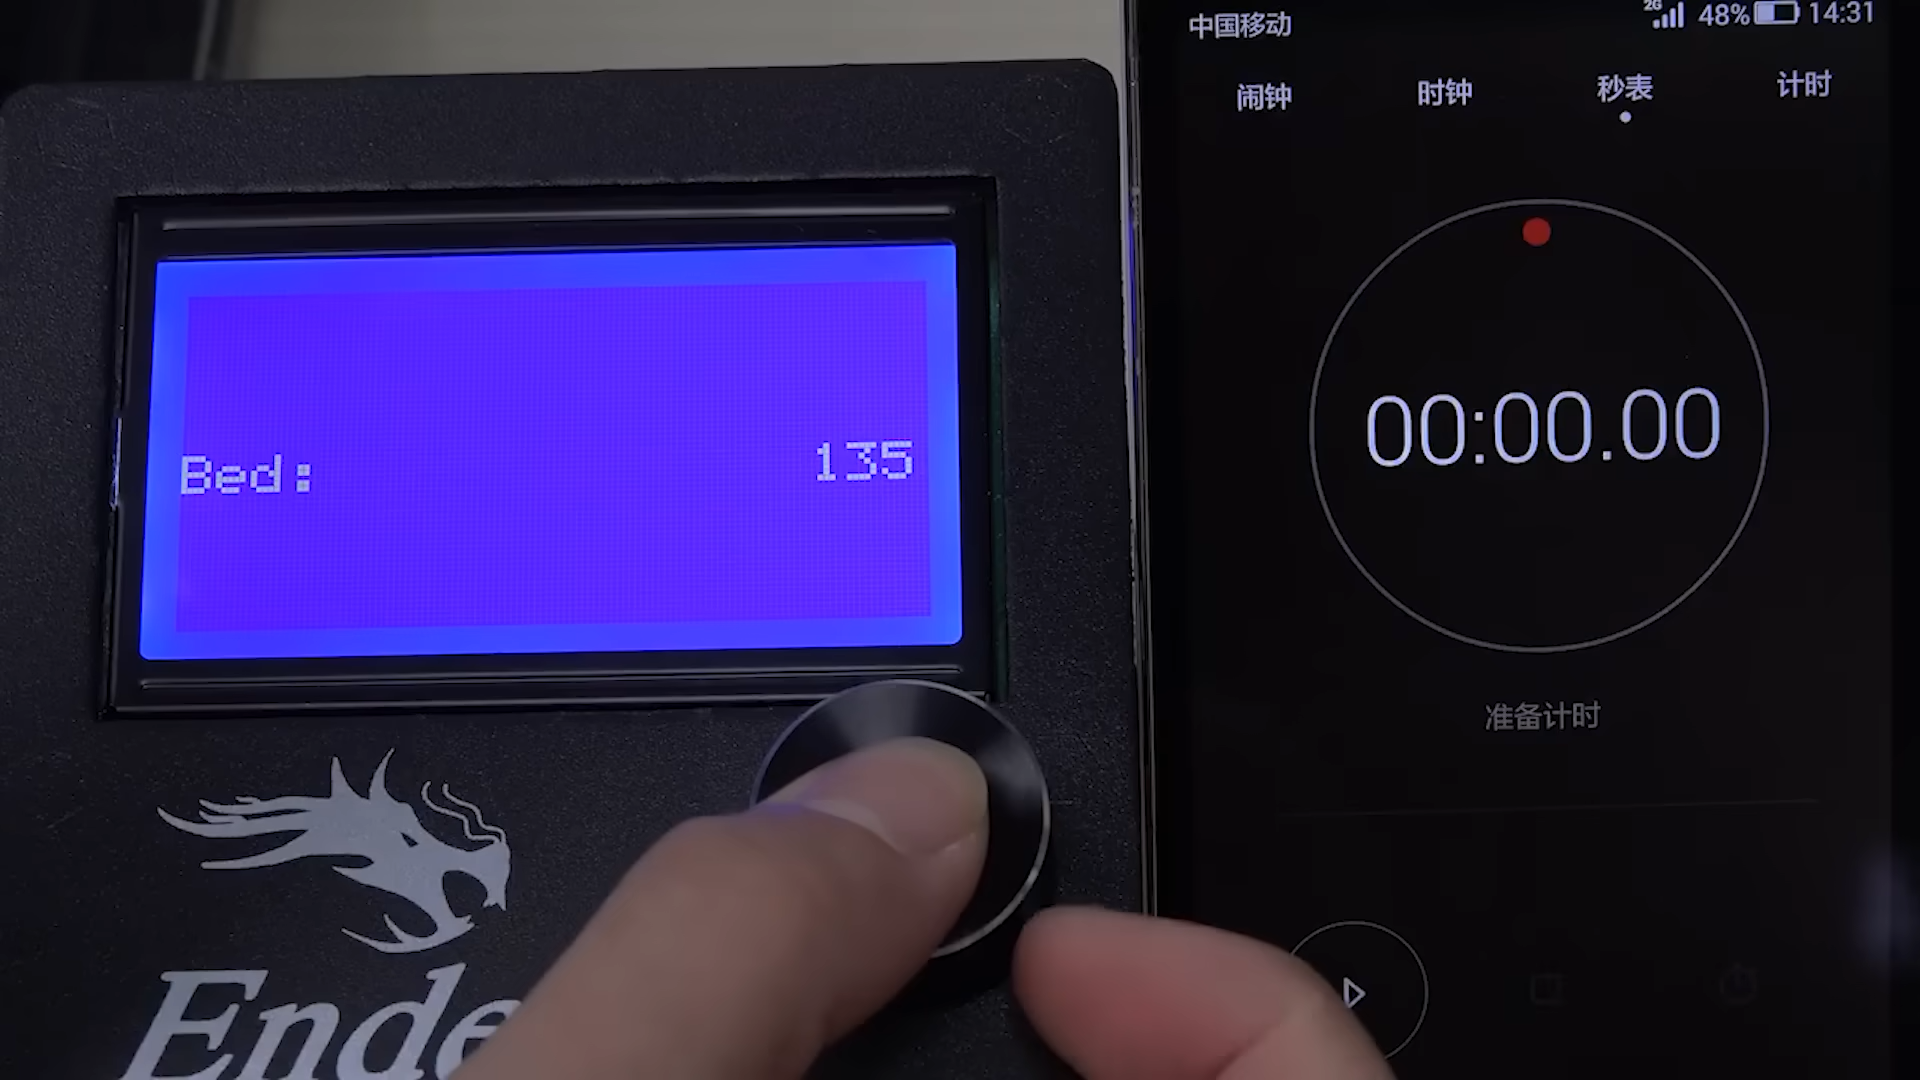 Bed: 135
Ende
中国移动 2G 48% 14:31
闹钟 时钟 秒表 计时
00:00.00
准备计时